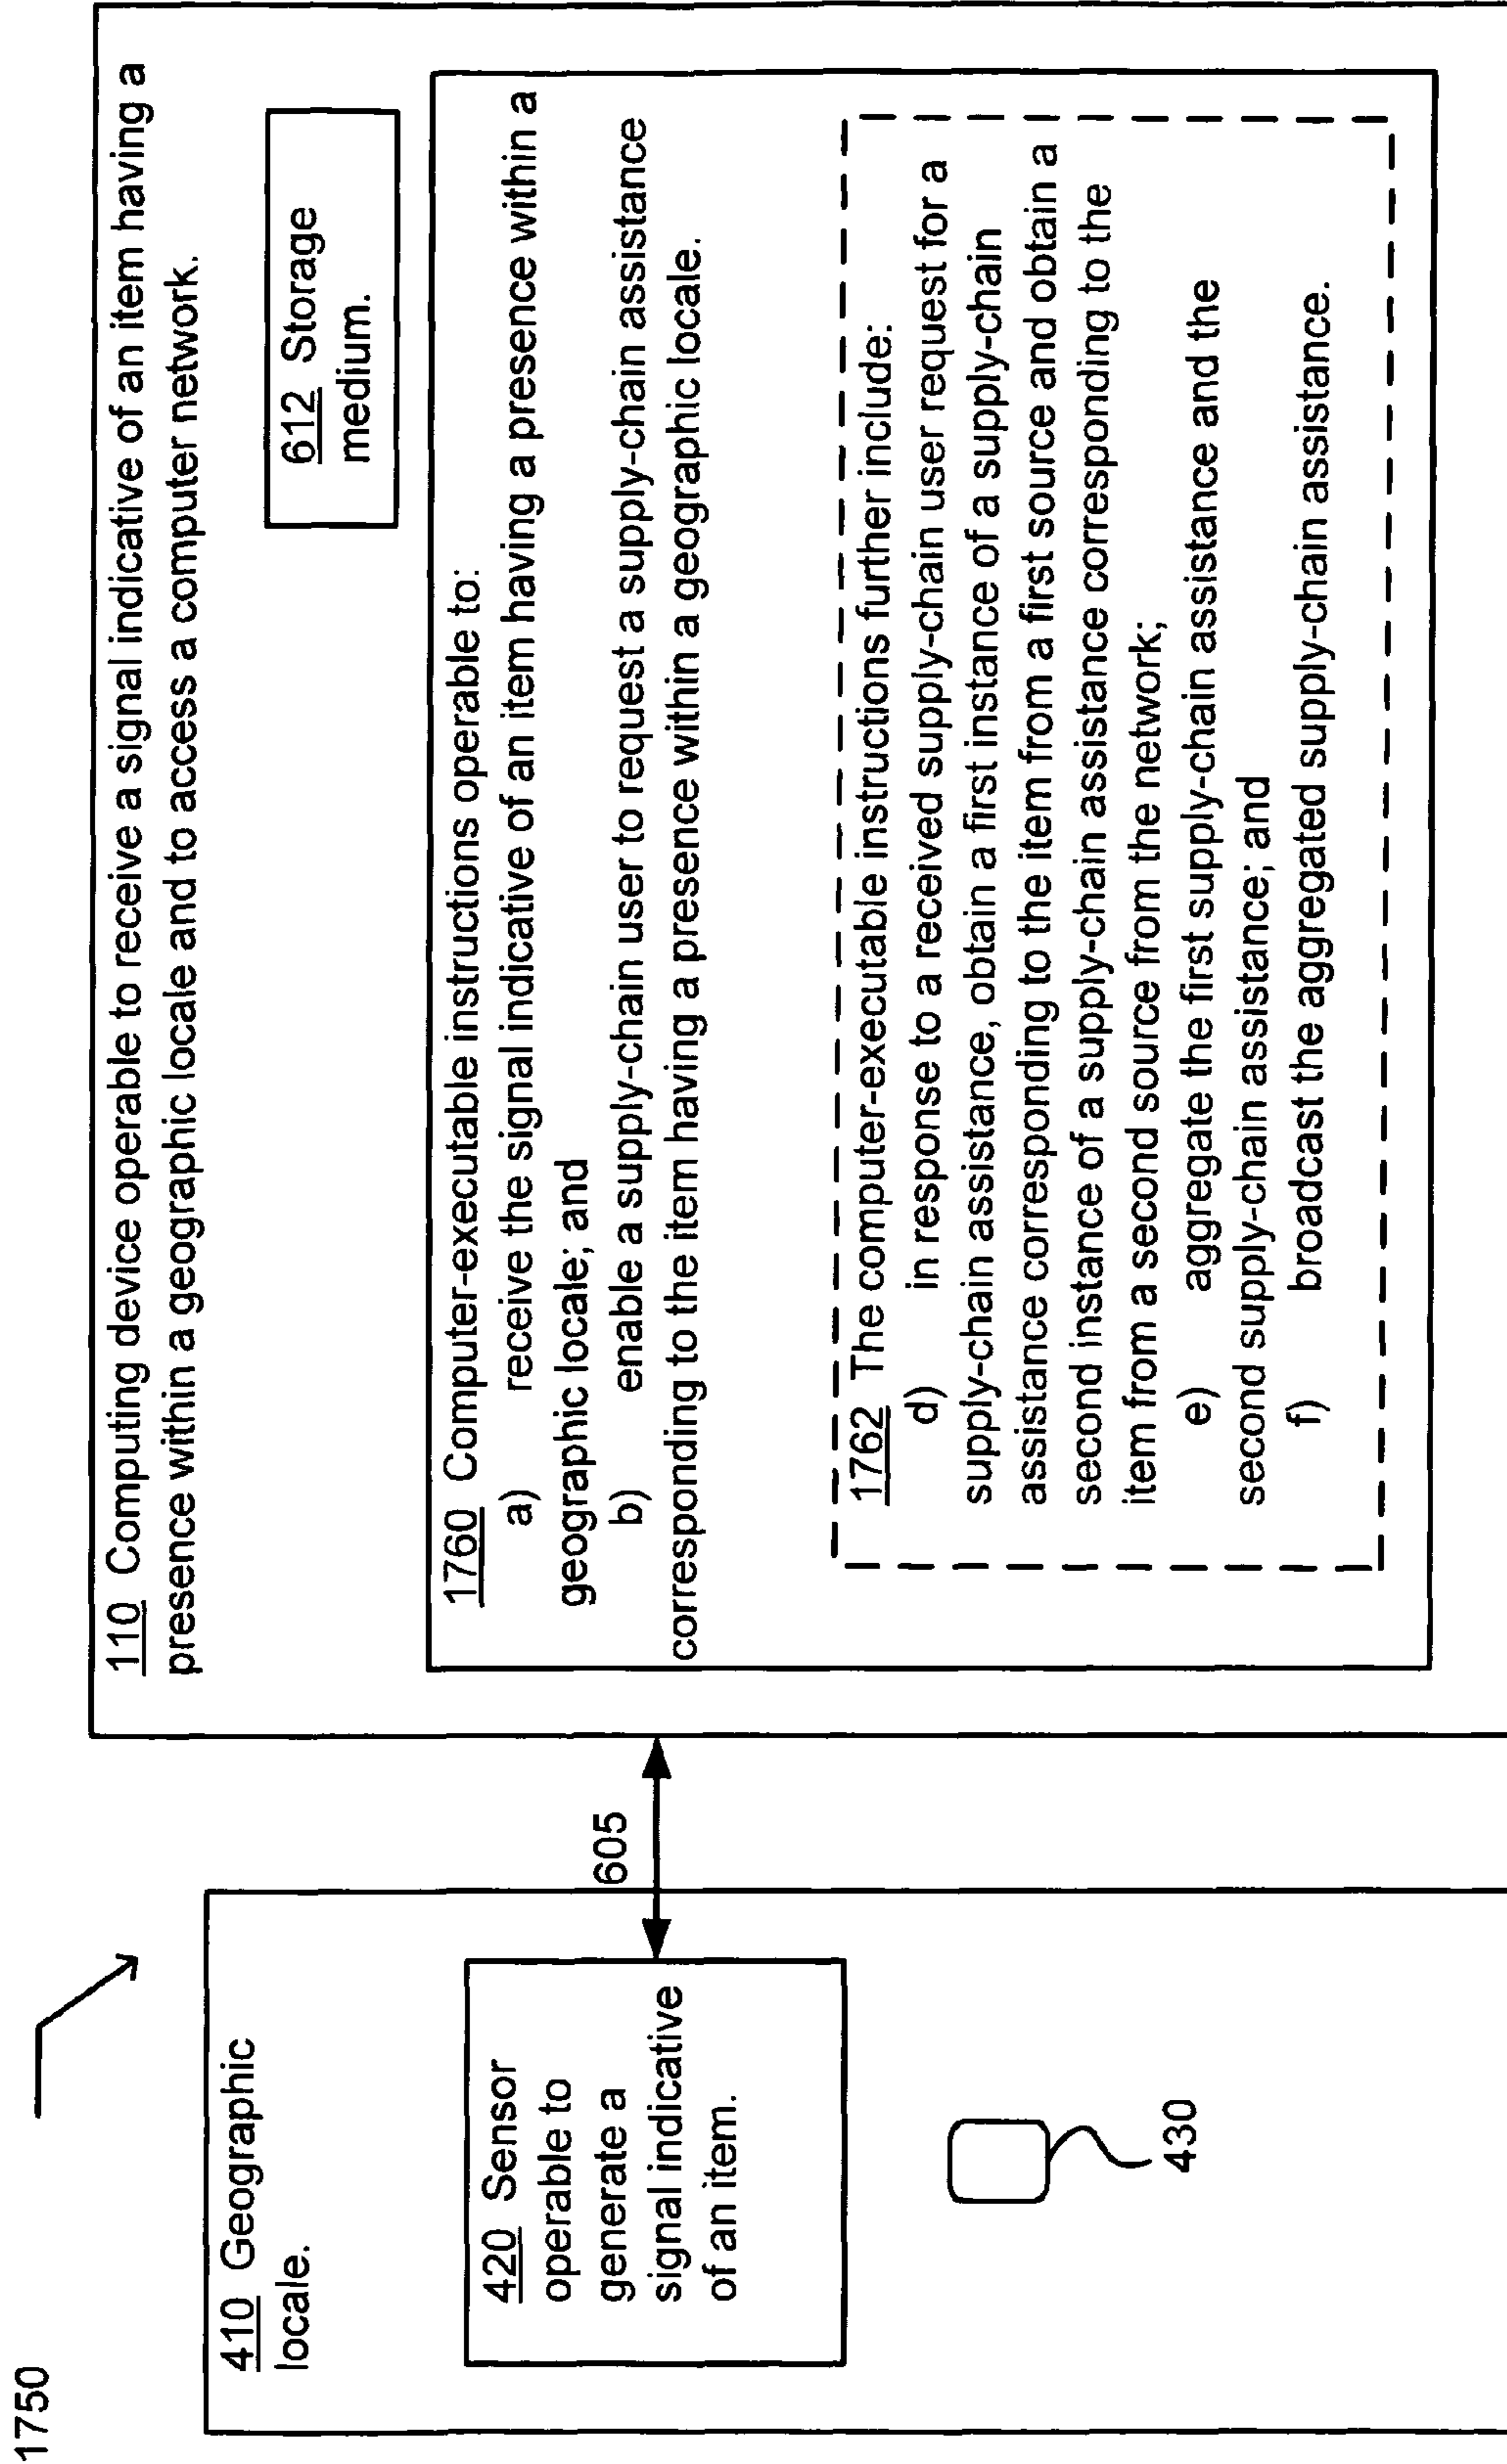 1750
410 Geographic
locale.
420 Sensor
operable to
generate a
signal indicative
of an item.
430
605
110 Computing device operable to receive a signal indicative of an item having a
presence within a geographic locale and to access a computer network.
612 Storage
medium.
1760 Computer-executable instructions operable to:
a) receive the signal indicative of an item having a presence within a
geographic locale; and
b) enable a supply-chain user to request a supply-chain assistance
corresponding to the item having a presence within a geographic locale.
1762 The computer-executable instructions further include:
d) in response to a received supply-chain user request for a
supply-chain assistance, obtain a first instance of a supply-chain
assistance corresponding to the item from a first source and obtain a
second instance of a supply-chain assistance corresponding to the
item from a second source from the network;
e) aggregate the first supply-chain assistance and the
second supply-chain assistance; and
f) broadcast the aggregated supply-chain assistance.